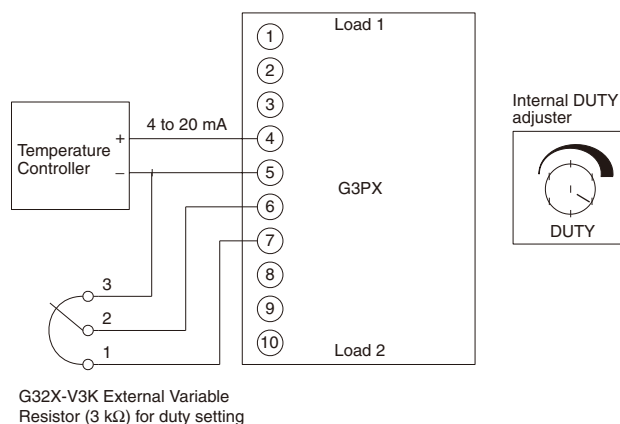 Load 1
1
2
3
4
5
6
7
8
9
10
Load 2
G3PX
4 to 20 mA
+
−
Temperature
Controller
3
2
1
G32X-V3K External Variable
Resistor (3 kΩ) for duty setting
Internal DUTY
adjuster
DUTY